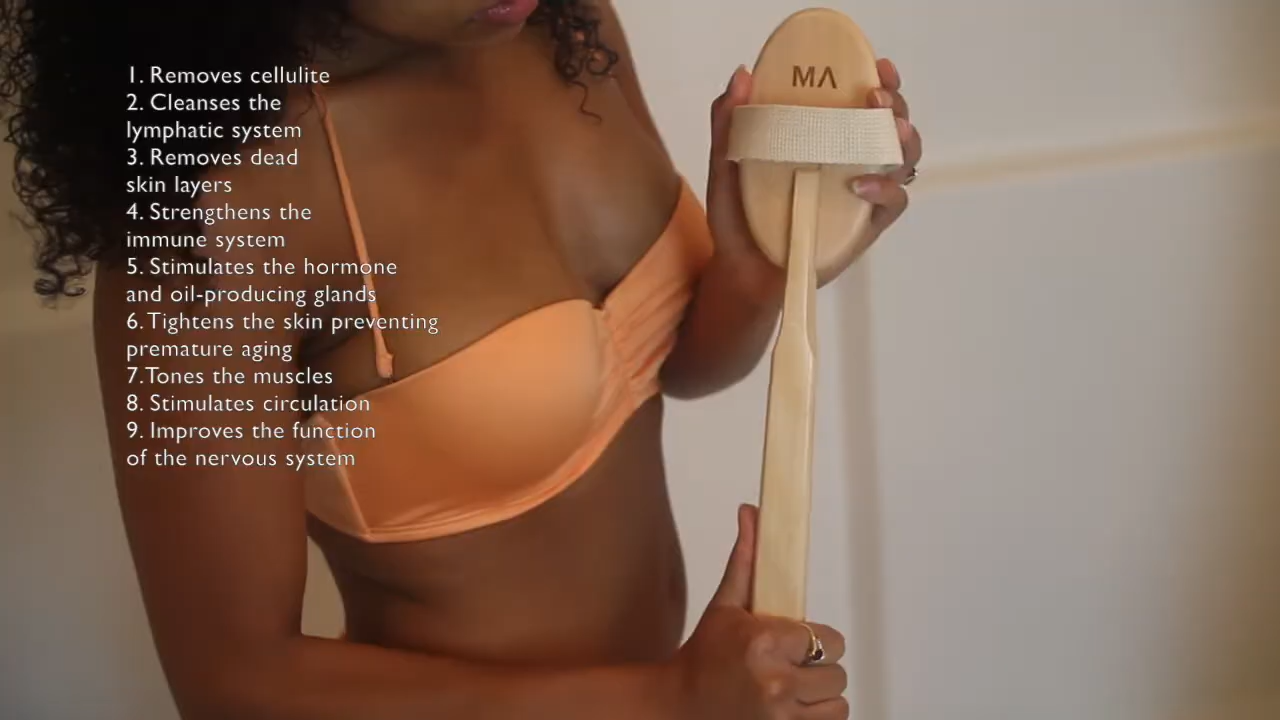 MΛ
1. Removes cellulite
2. Cleanses the
lymphatic system
3. Removes dead
skin layers
4. Strengthens the
immune system
5. Stimulates the hormone
and oil-producing glands
6. Tightens the skin preventing
premature aging
7.Tones the muscles
8. Stimulates circulation
9. Improves the function
of the nervous system